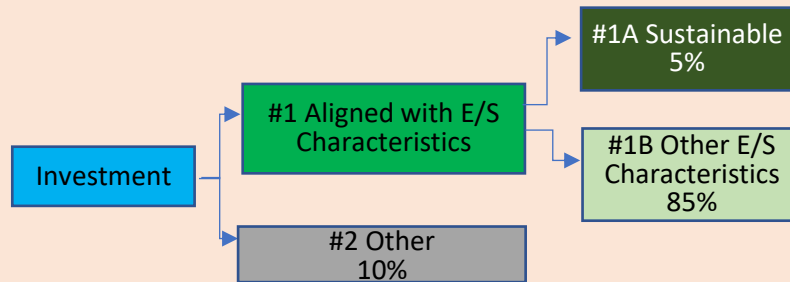 #1A Sustainable
5%
#1 Aligned with E/S
Characteristics
Investment
#1B Other E/S
Characteristics
85%
#2 Other
10%